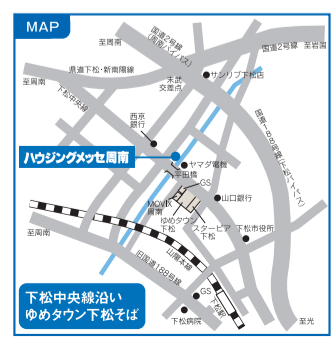 MAP
至周南
国道2号線
(周南バイパス)
国道2号線
至岩国
県道下松・新南陽線
至周南
末武
交差点
サンリブ下松店
下松中央線
西京
銀行
国道188号線(下松バイパス)
ハウジングメッセ周南
ヤマダ電機
平田橋
GS
MOVIX
周南
山口銀行
ゆめタウン
下松
スターピア
下松
下松市役所
至周南
山陽本線
旧国道188号線
下松中央線沿い
ゆめタウン下松そば
GS
下松駅
下松病院
至光